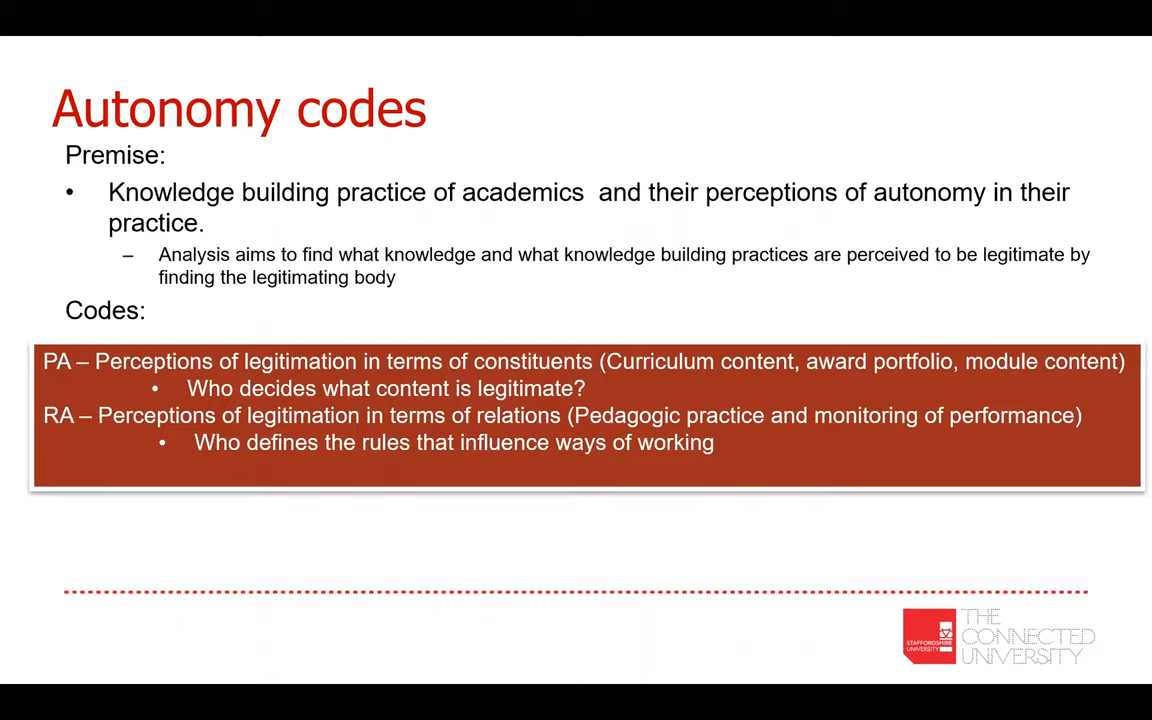 Autonomy codes
Premise:
• Knowledge building practice of academics and their perceptions of autonomy in their
practice.
– Analysis aims to find what knowledge and what knowledge building practices are perceived to be legitimate by
finding the legitimating body
Codes:
PA – Perceptions of legitimation in terms of constituents (Curriculum content, award portfolio, module content)
• Who decides what content is legitimate?
RA – Perceptions of legitimation in terms of relations (Pedagogic practice and monitoring of performance)
• Who defines the rules that influence ways of working
STAFFORDSHIRE
UNIVERSITY
THE
CONNECTED
UNIVERSITY